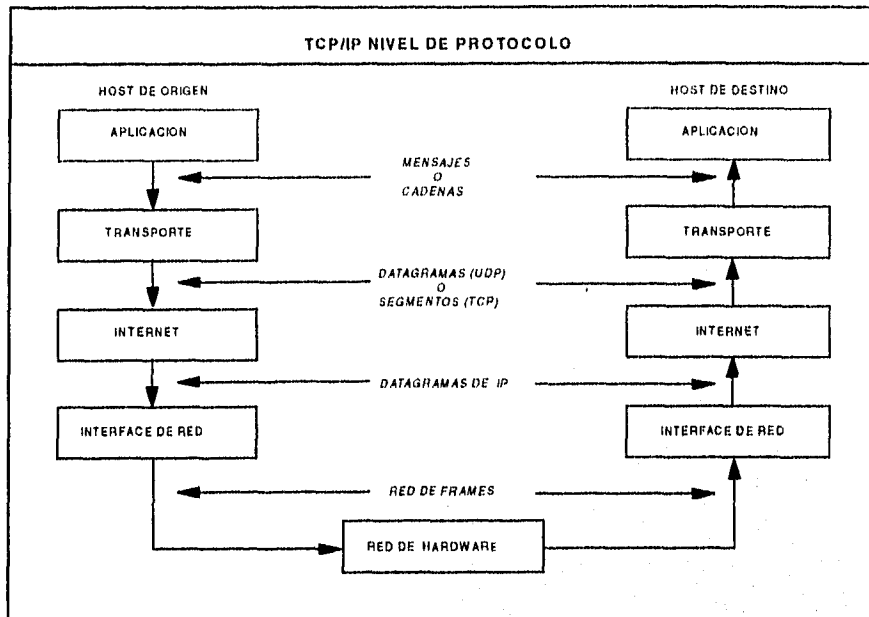 TCP/IP NIVEL DE PROTOCOLO
HOST DE ORIGEN
HOST DE DESTINO
APLICACION
APLICACION
MENSAJES
O
CADENAS
TRANSPORTE
TRANSPORTE
DATAGRAMAS (UDP)
O
SEGMENTOS (TCP)
INTERNET
INTERNET
DATAGRAMAS DE IP
INTERFACE DE RED
INTERFACE DE RED
RED DE FRAMES
RED DE HARDWARE